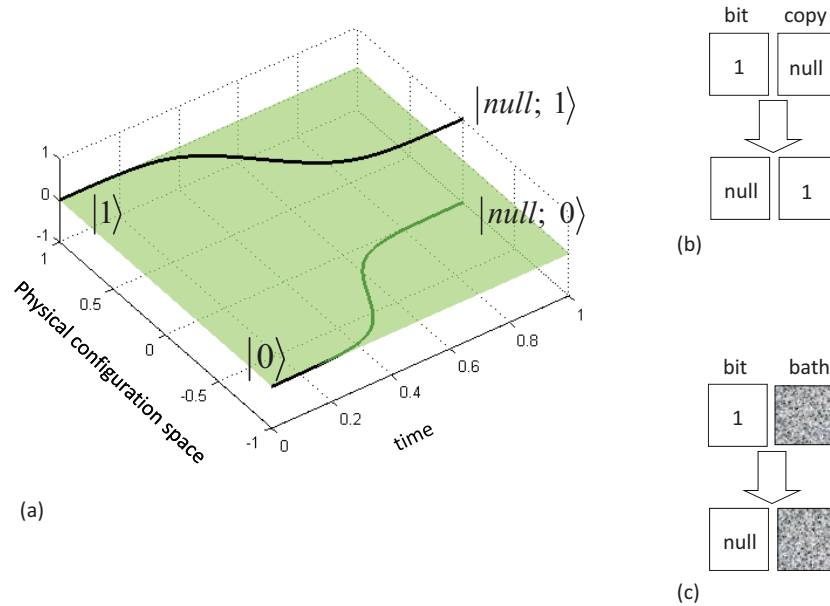 |null; 1⟩
|1⟩
|null; 0⟩
|0⟩
1
0
-1
1
0.5
0
-0.5
-1
Physical configuration space
0
0.2
0.4
0.6
0.8
1
time
(a)
bit copy
1 null
null 1
(b)
bit bath
1
null
(c)